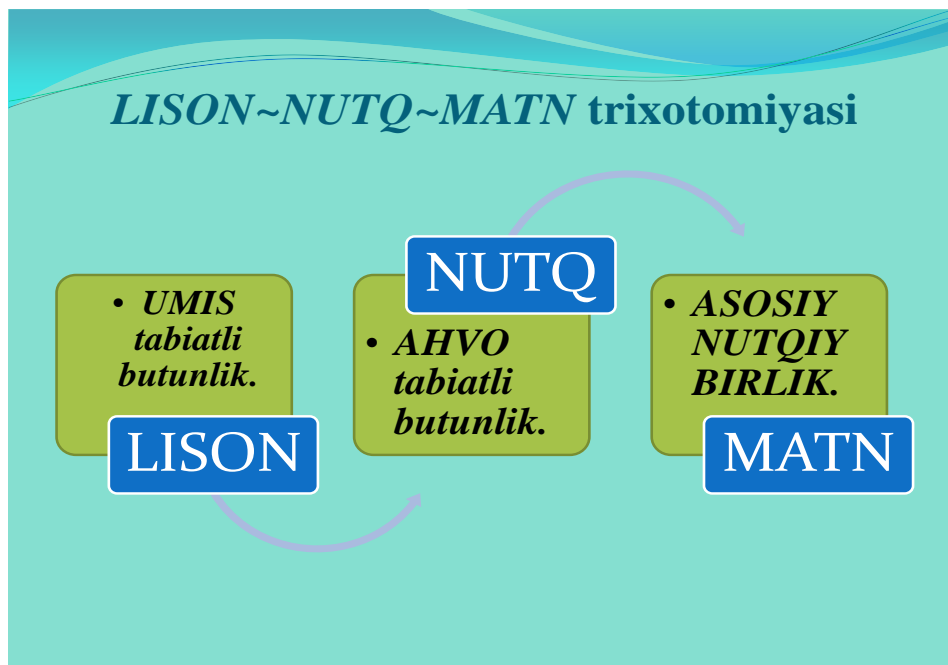 LISON~NUTQ~MATN trixotomiyasi
• UMIS
tabiatli
butunlik.
LISON
NUTQ
• AHVO
tabiatli
butunlik.
• ASOSIY
NUTQIY
BIRLIK.
MATN